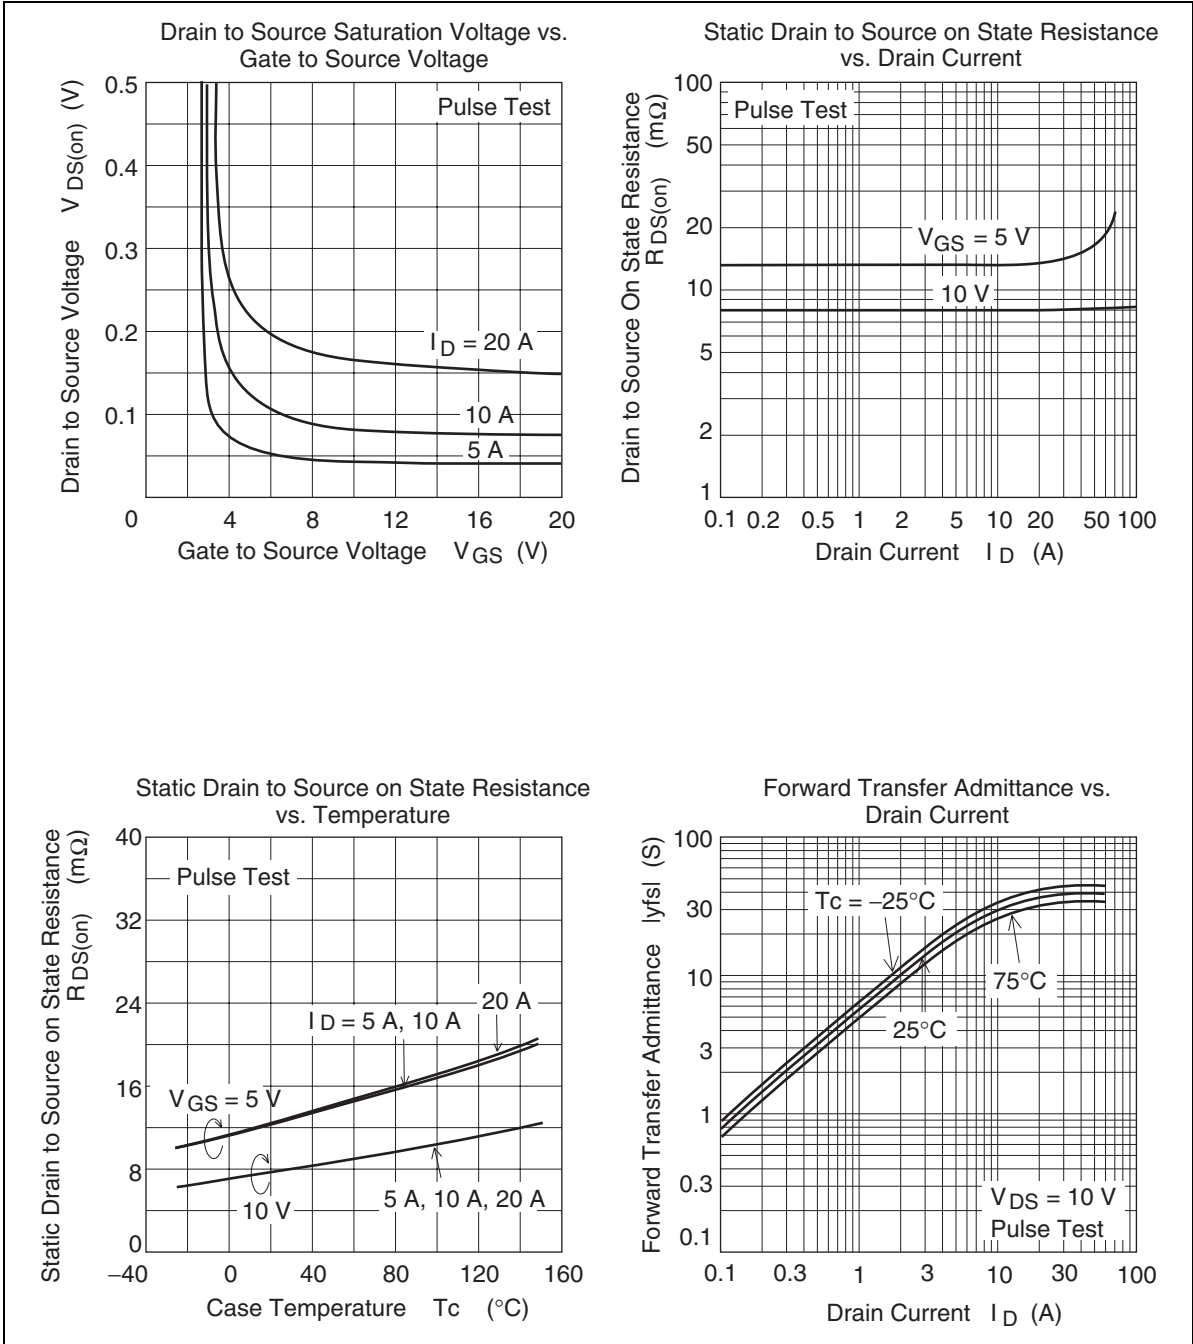 Drain to Source Saturation Voltage vs.
Gate to Source Voltage
Drain to Source Voltage V DS(on) (V)
0.5
0.4
0.3
0.2
0.1
0
Pulse Test
I D = 20 A
10 A
5 A
4 8 12 16 20
Gate to Source Voltage V GS (V)
Static Drain to Source on State Resistance
vs. Drain Current
Drain to Source On State Resistance
R DS(on) (mΩ)
100
50
20
10
5
2
1
Pulse Test
V GS = 5 V
10 V
0.1 0.2 0.5 1 2 5 10 20 50 100
Drain Current I D (A)
Static Drain to Source on State Resistance
vs. Temperature
Static Drain to Source on State Resistance
R DS(on) (mΩ)
40
32
24
16
8
0
Pulse Test
20 A
I D = 5 A, 10 A
V GS = 5 V
10 V
5 A, 10 A, 20 A
–40 0 40 80 120 160
Case Temperature Tc (°C)
Forward Transfer Admittance vs.
Drain Current
Forward Transfer Admittance |yfs| (S)
100
30
10
3
1
0.3
0.1
Tc = –25°C
75°C
25°C
V DS = 10 V
Pulse Test
0.1 0.3 1 3 10 30 100
Drain Current I D (A)